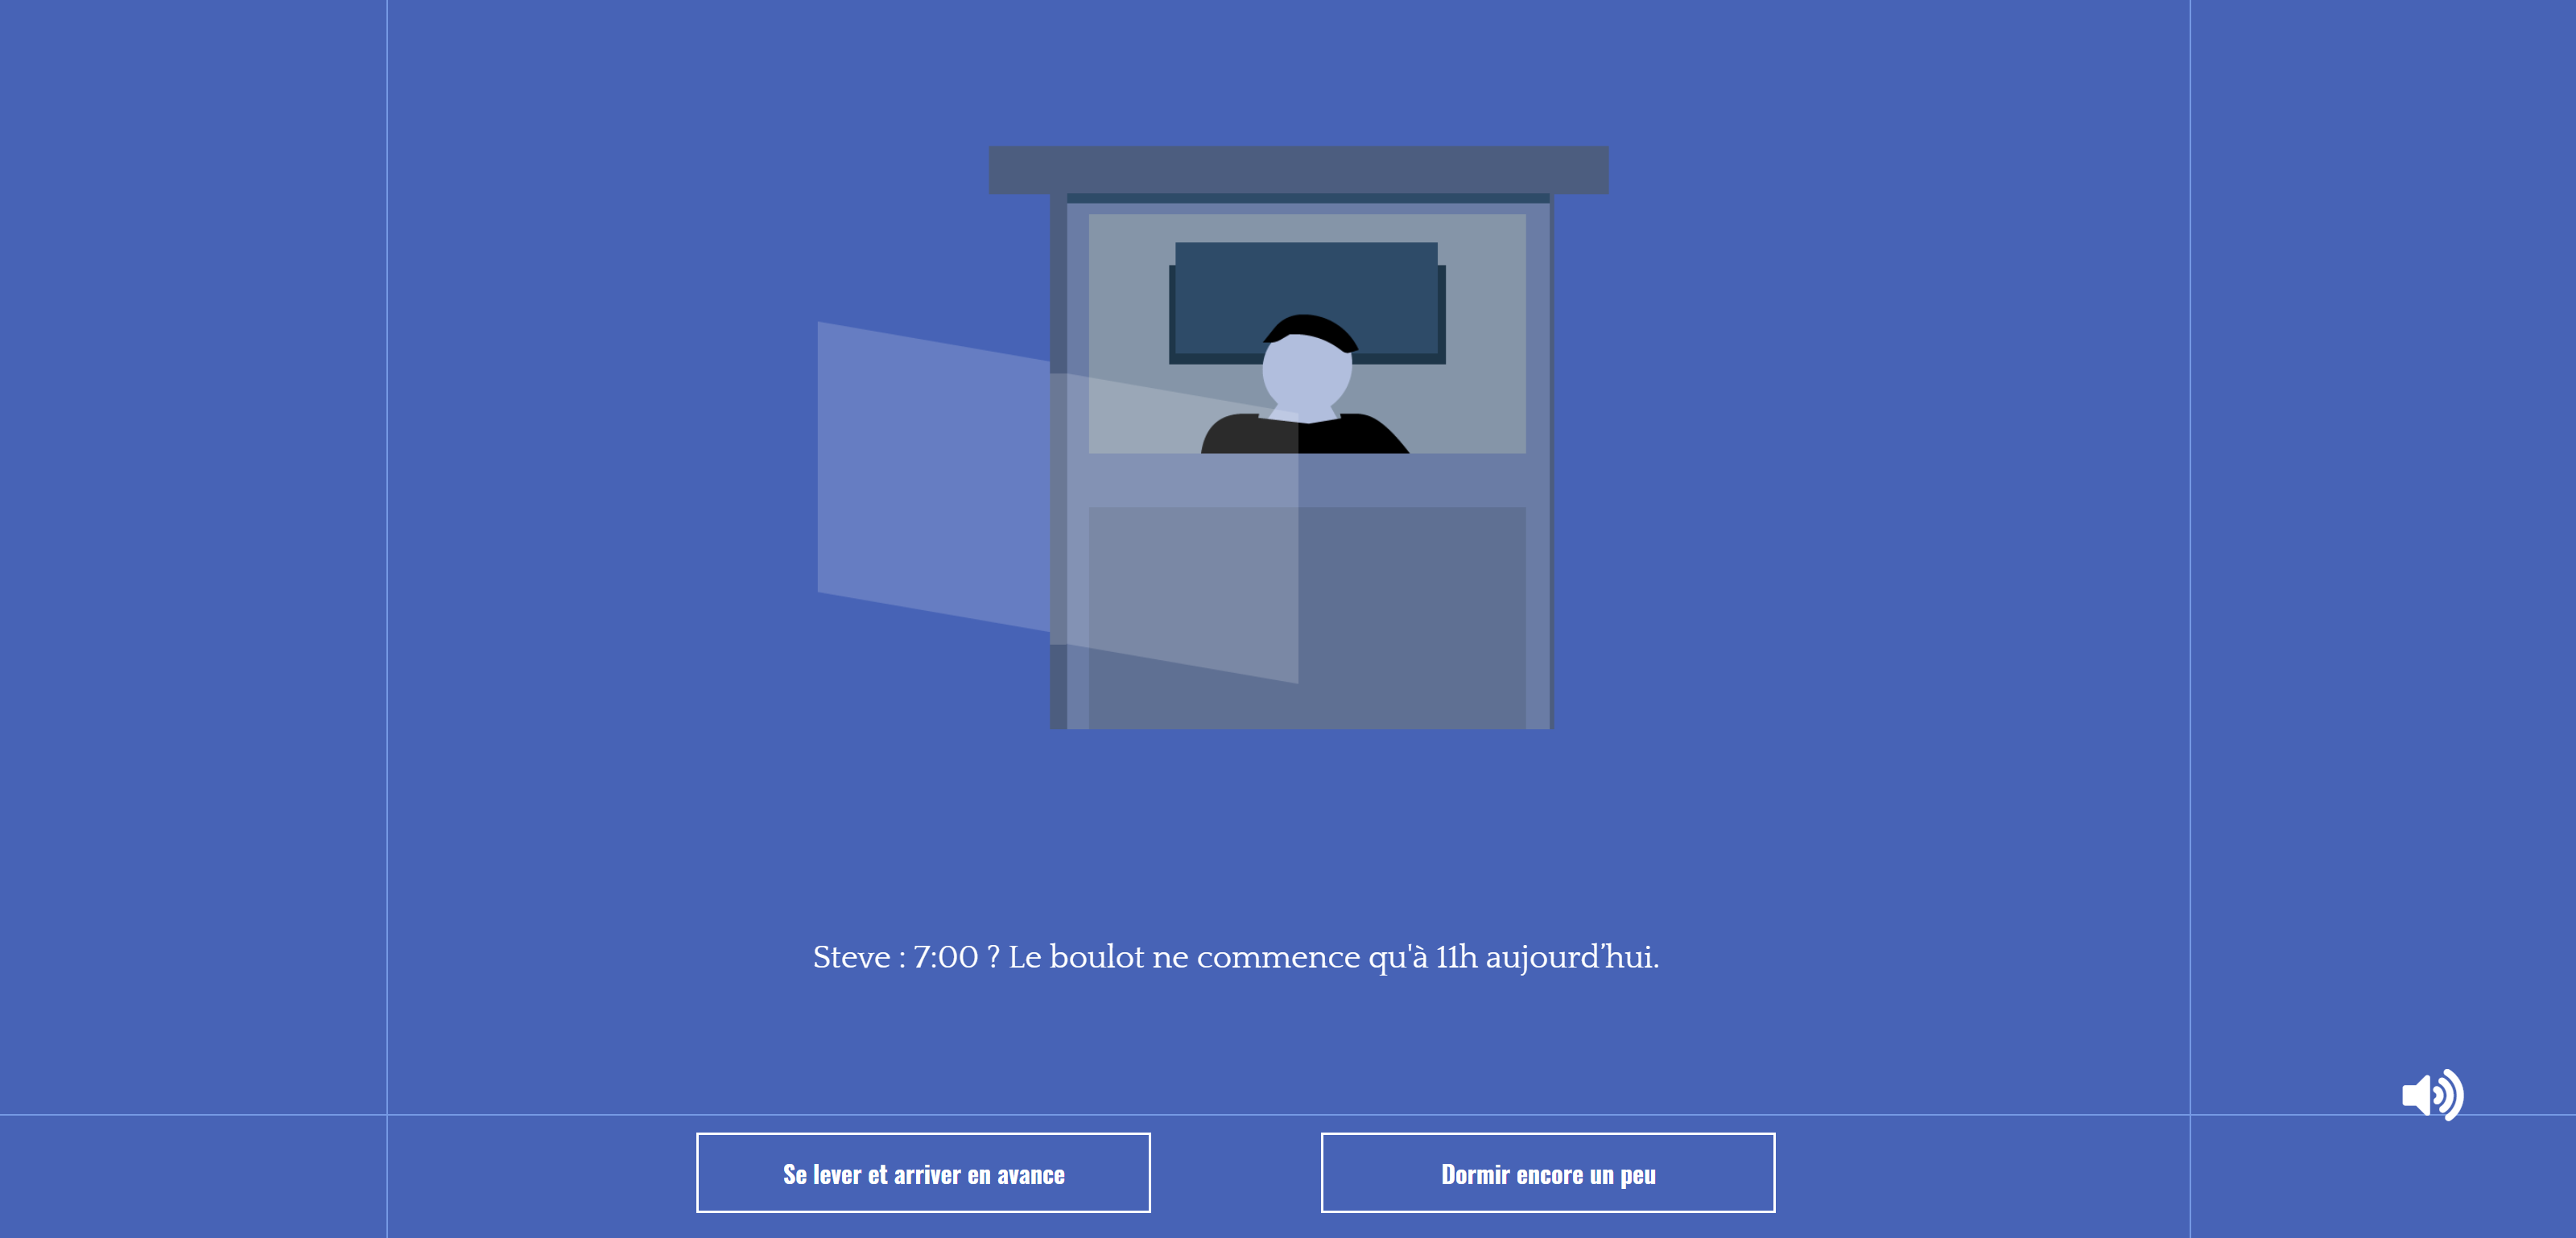 Steve : 7:00 ? Le boulot ne commence qu'à 11h aujourd’hui.
Se lever et arriver en avance
Dormir encore un peu